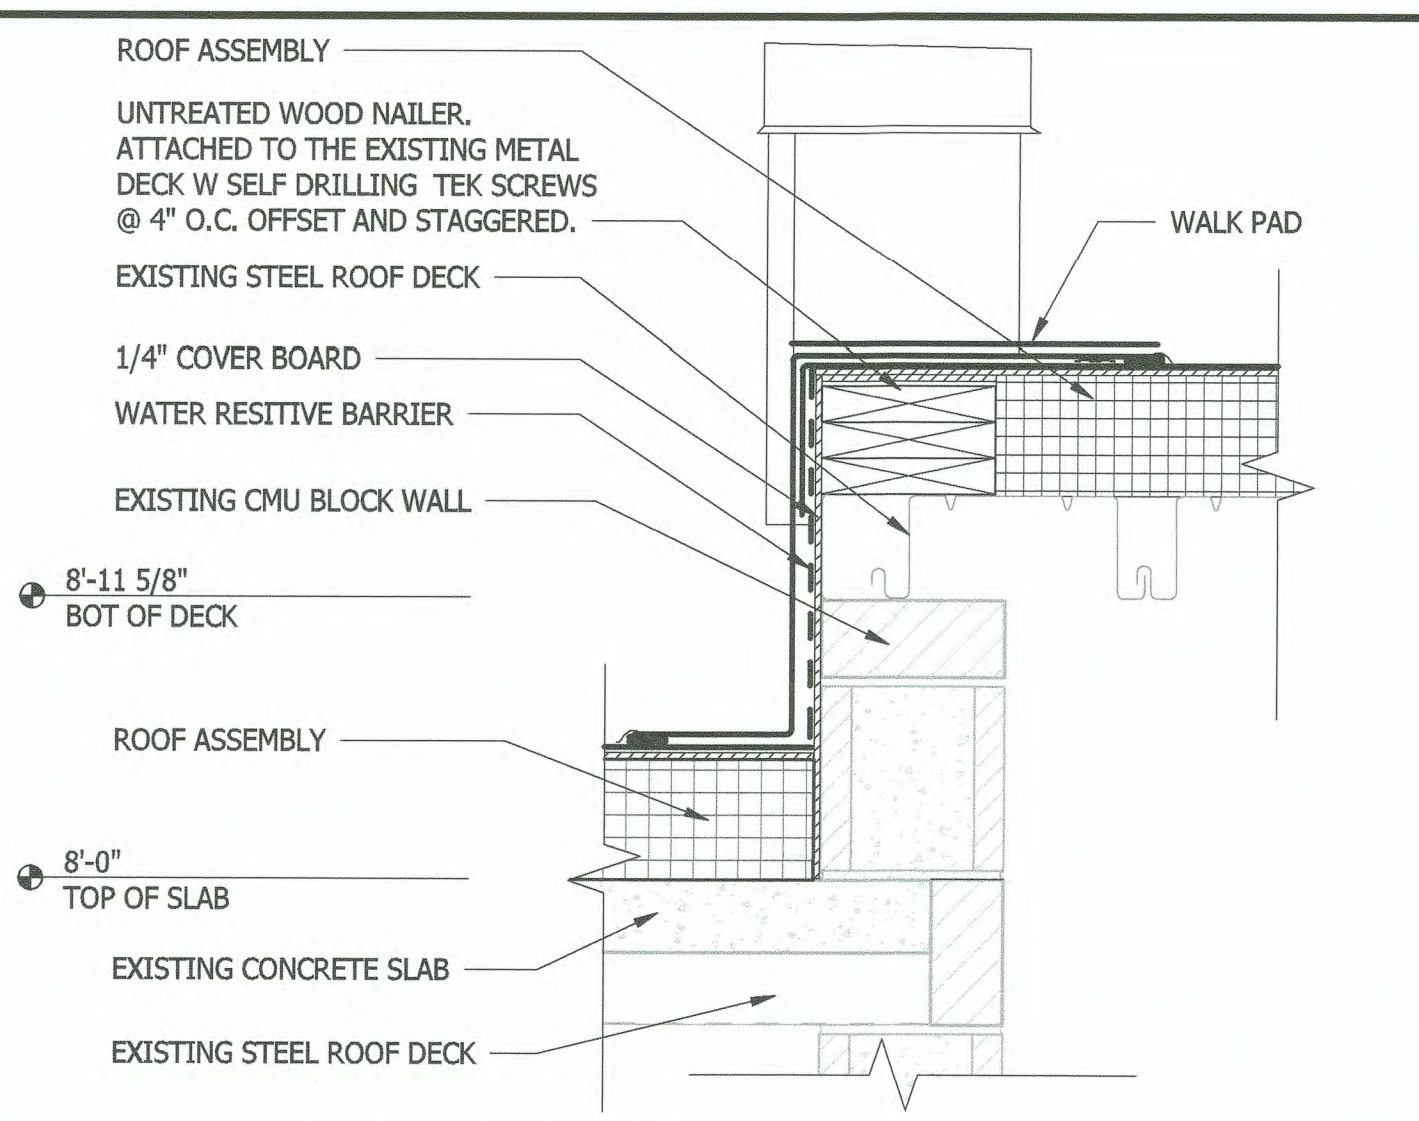 ROOF ASSEMBLY
UNTREATED WOOD NAILER.
ATTACHED TO THE EXISTING METAL
DECK W SELF DRILLING TEK SCREWS
@ 4" O.C. OFFSET AND STAGGERED.
WALK PAD
EXISTING STEEL ROOF DECK
1/4" COVER BOARD
WATER RESITIVE BARRIER
EXISTING CMU BLOCK WALL
8'-11 5/8"
BOT OF DECK
ROOF ASSEMBLY
8'-0"
TOP OF SLAB
EXISTING CONCRETE SLAB
EXISTING STEEL ROOF DECK